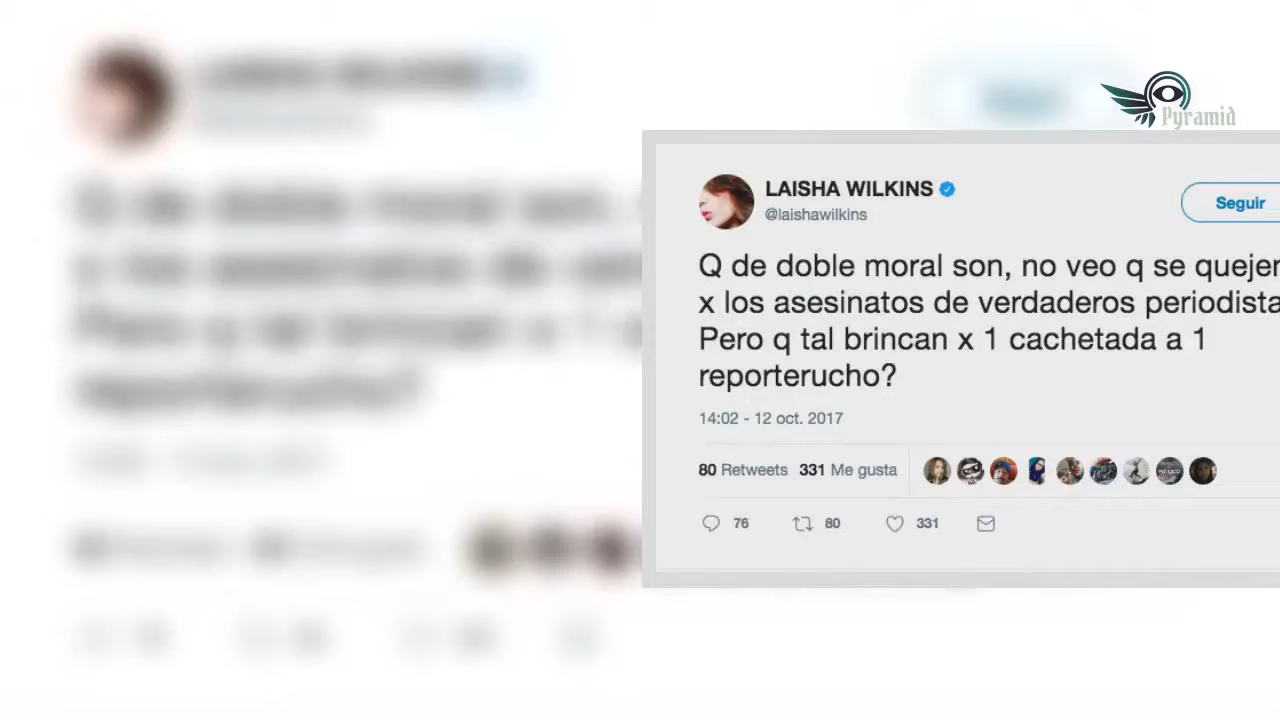 Pyramid
LAISHA WILKINS
@laishawilkins
Seguir
Q de doble moral son, no veo q se quejen
x los asesinatos de verdaderos periodista
Pero q tal brincan x 1 cachetada a 1
reporterucho?
14:02 - 12 oct. 2017
80 Retweets 331 Me gusta
76 80 331